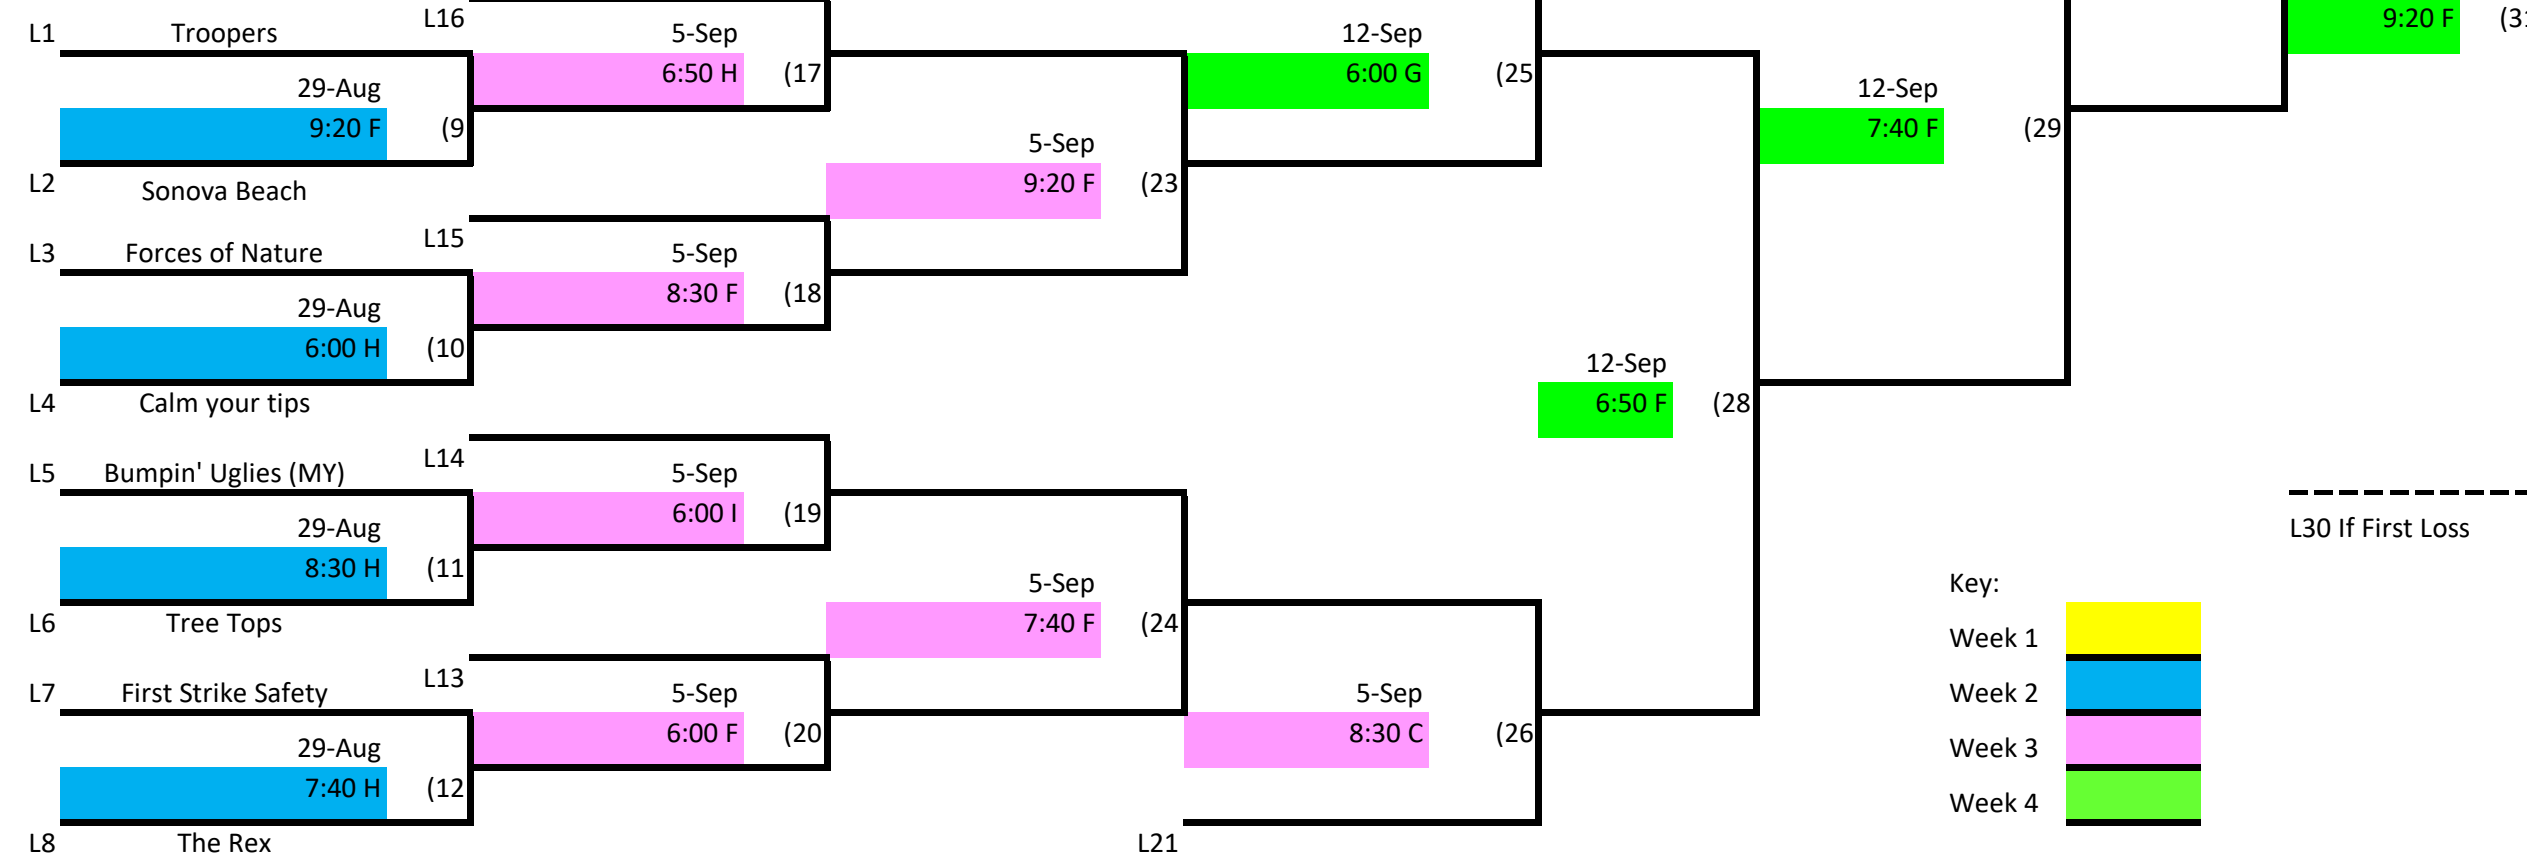 L16
9:20 F (31
L1 Troopers 5-Sep 12-Sep
6:50 H (17 6:00 G (25
29-Aug 12-Sep
9:20 F (9 7:40 F (29
5-Sep
L2 Sonova Beach 9:20 F (23
L15
L3 Forces of Nature 5-Sep
8:30 F (18
29-Aug
6:00 H (10
12-Sep
L4 Calm your tips 6:50 F (28
L14
L5 Bumpin' Uglies (MY) 5-Sep
6:00 I (19
29-Aug L30 If First Loss
8:30 H (11
5-Sep Key:
L6 Tree Tops 7:40 F (24
Week 1
L13
L7 First Strike Safety 5-Sep 5-Sep Week 2
6:00 F (20 8:30 C (26
29-Aug Week 3
7:40 H (12
Week 4
L8 The Rex L21